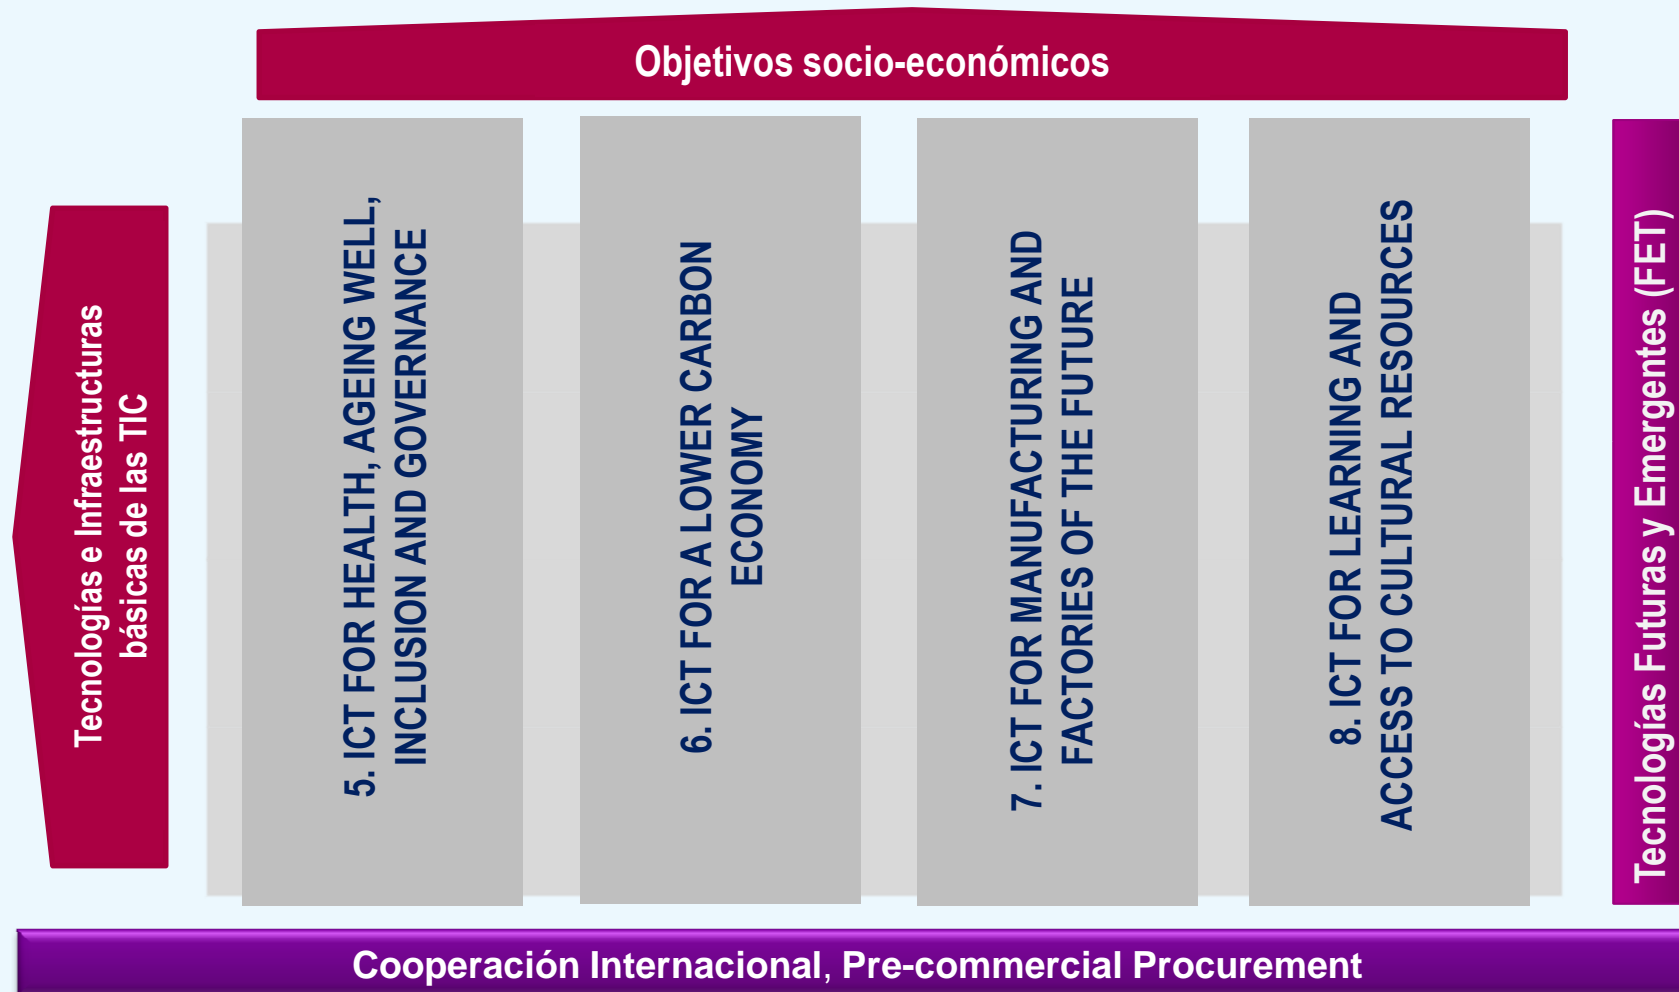 Objetivos socio-económicos
Tecnologías e Infraestructuras
básicas de las TIC
5. ICT FOR HEALTH, AGEING WELL,
INCLUSION AND GOVERNANCE
6. ICT FOR A LOWER CARBON
ECONOMY
7. ICT FOR MANUFACTURING AND
FACTORIES OF THE FUTURE
8. ICT FOR LEARNING AND
ACCESS TO CULTURAL RESOURCES
Tecnologías Futuras y Emergentes (FET)
Cooperación Internacional, Pre-commercial Procurement